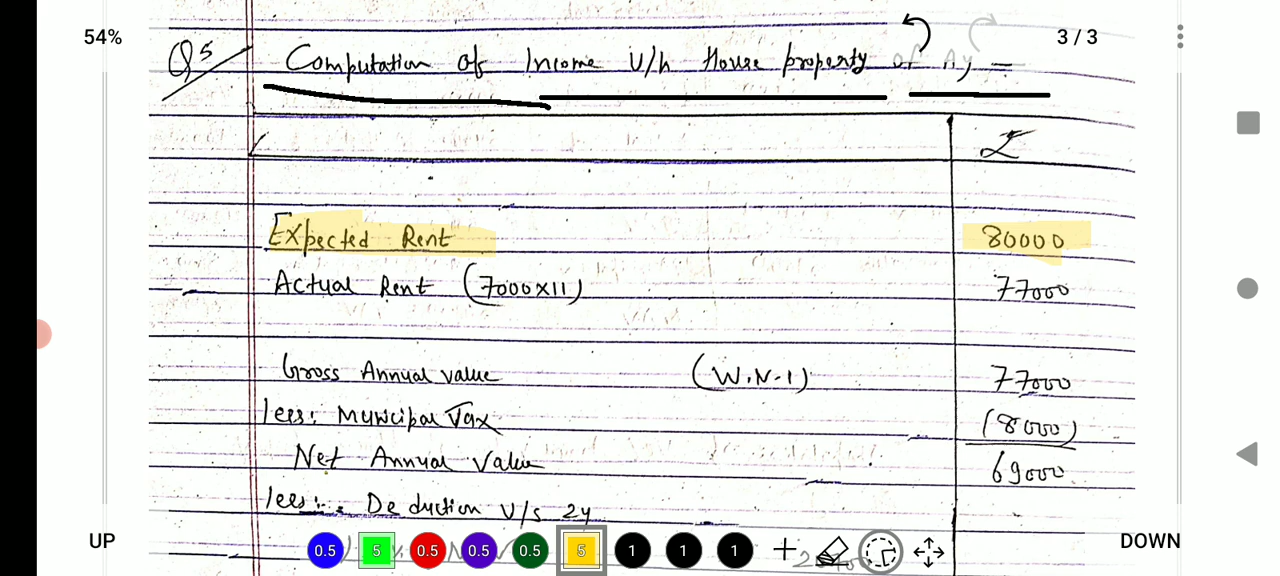 54%
3 / 3
Q5 Computation of Income U/h House property of Ay =
₹
Expected Rent 80000
Actual Rent (7000x11) 77000
Gross Annual value (W.N-1) 77000
less: Municipal Tax (8000)
Net Annual Value 69000
less: Deduction U/s 24
UP
0.5 5 0.5 0.5 0.5 5 1 1 1
DOWN